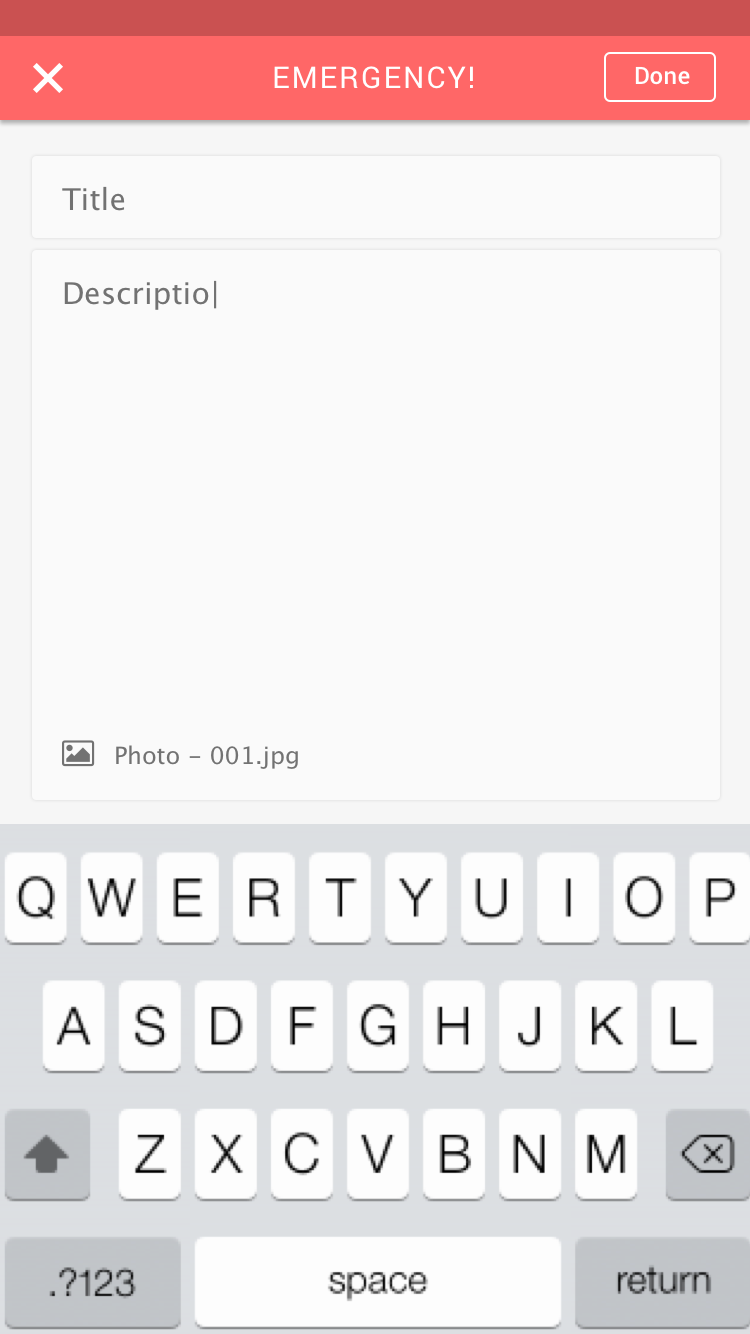 EMERGENCY!
Done
Title
Descriptio
Photo – 001.jpg
Q W E R T Y U I O P
A S D F G H J K L
Z X C V B N M
.?123 space return